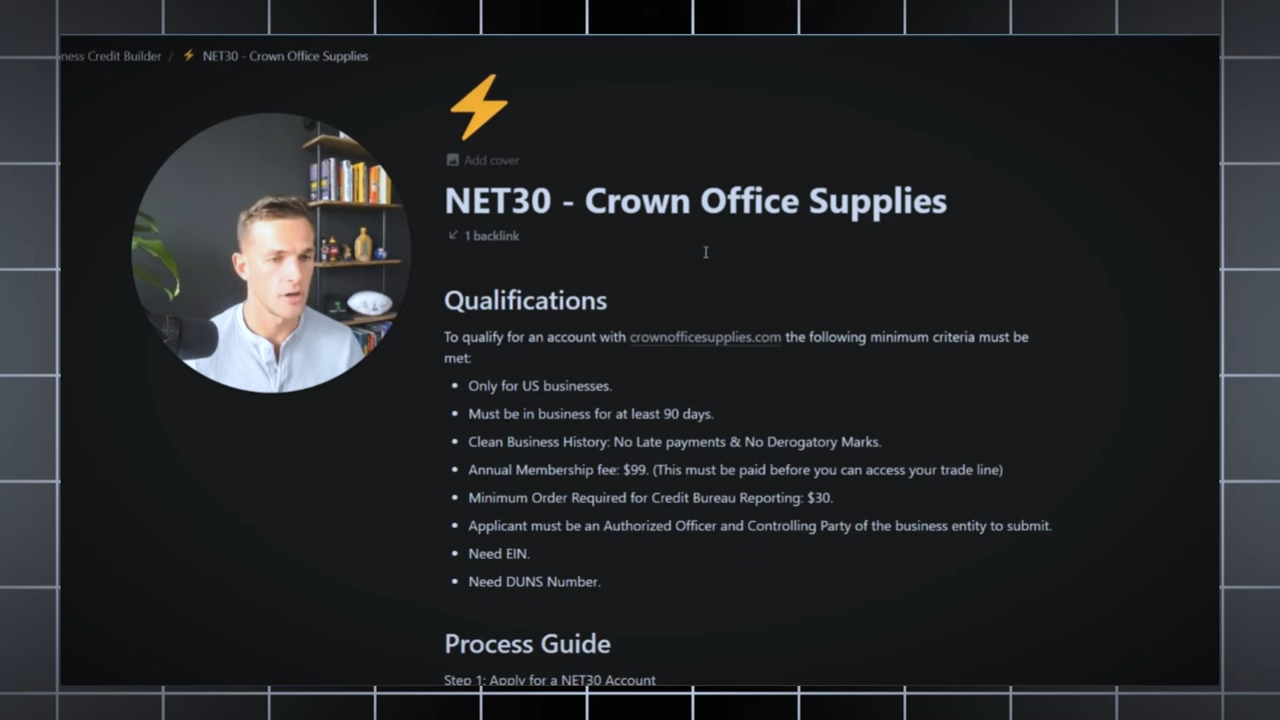 ness Credit Builder / ⚡ NET30 - Crown Office Supplies
Add cover
NET30 - Crown Office Supplies
1 backlink
Qualifications
To qualify for an account with crownofficesupplies.com the following minimum criteria must be
met:
• Only for US businesses.
• Must be in business for at least 90 days.
• Clean Business History: No Late payments & No Derogatory Marks.
• Annual Membership fee: $99. (This must be paid before you can access your trade line)
• Minimum Order Required for Credit Bureau Reporting: $30.
• Applicant must be an Authorized Officer and Controlling Party of the business entity to submit.
• Need EIN.
• Need DUNS Number.
Process Guide
Step 1: Apply for a NET30 Account